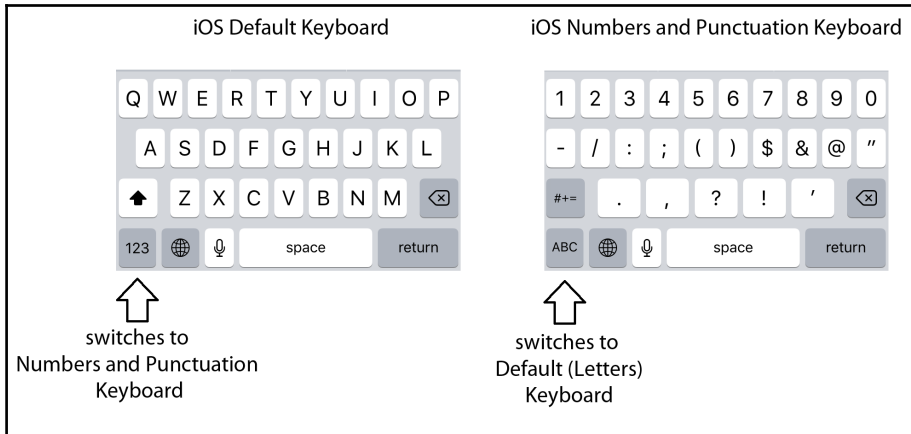 iOS Default Keyboard
Q W E R T Y U I O P
A S D F G H J K L
Z X C V B N M
123 space return
switches to
Numbers and Punctuation
Keyboard
iOS Numbers and Punctuation Keyboard
1 2 3 4 5 6 7 8 9 0
- / : ; ( ) $ & @ "
#+= . , ? ! '
ABC space return
switches to
Default (Letters)
Keyboard